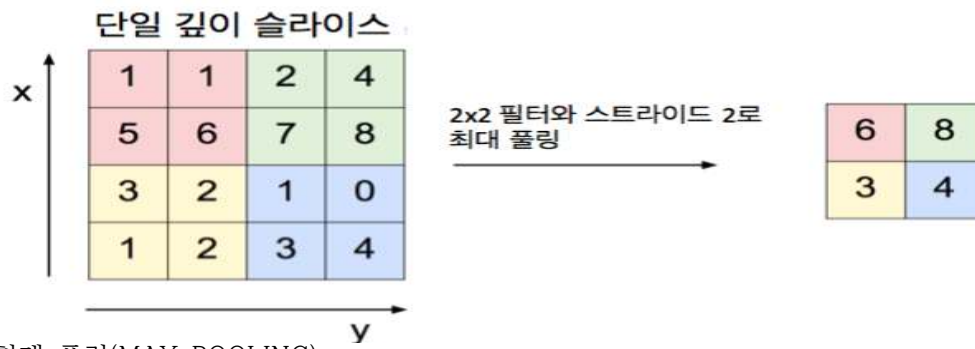 단일 깊이 슬라이스
x
1 1 2 4
5 6 7 8
3 2 1 0
1 2 3 4
y
2x2 필터와 스트라이드 2로
최대 풀링
6 8
3 4
(MAX POOLING)